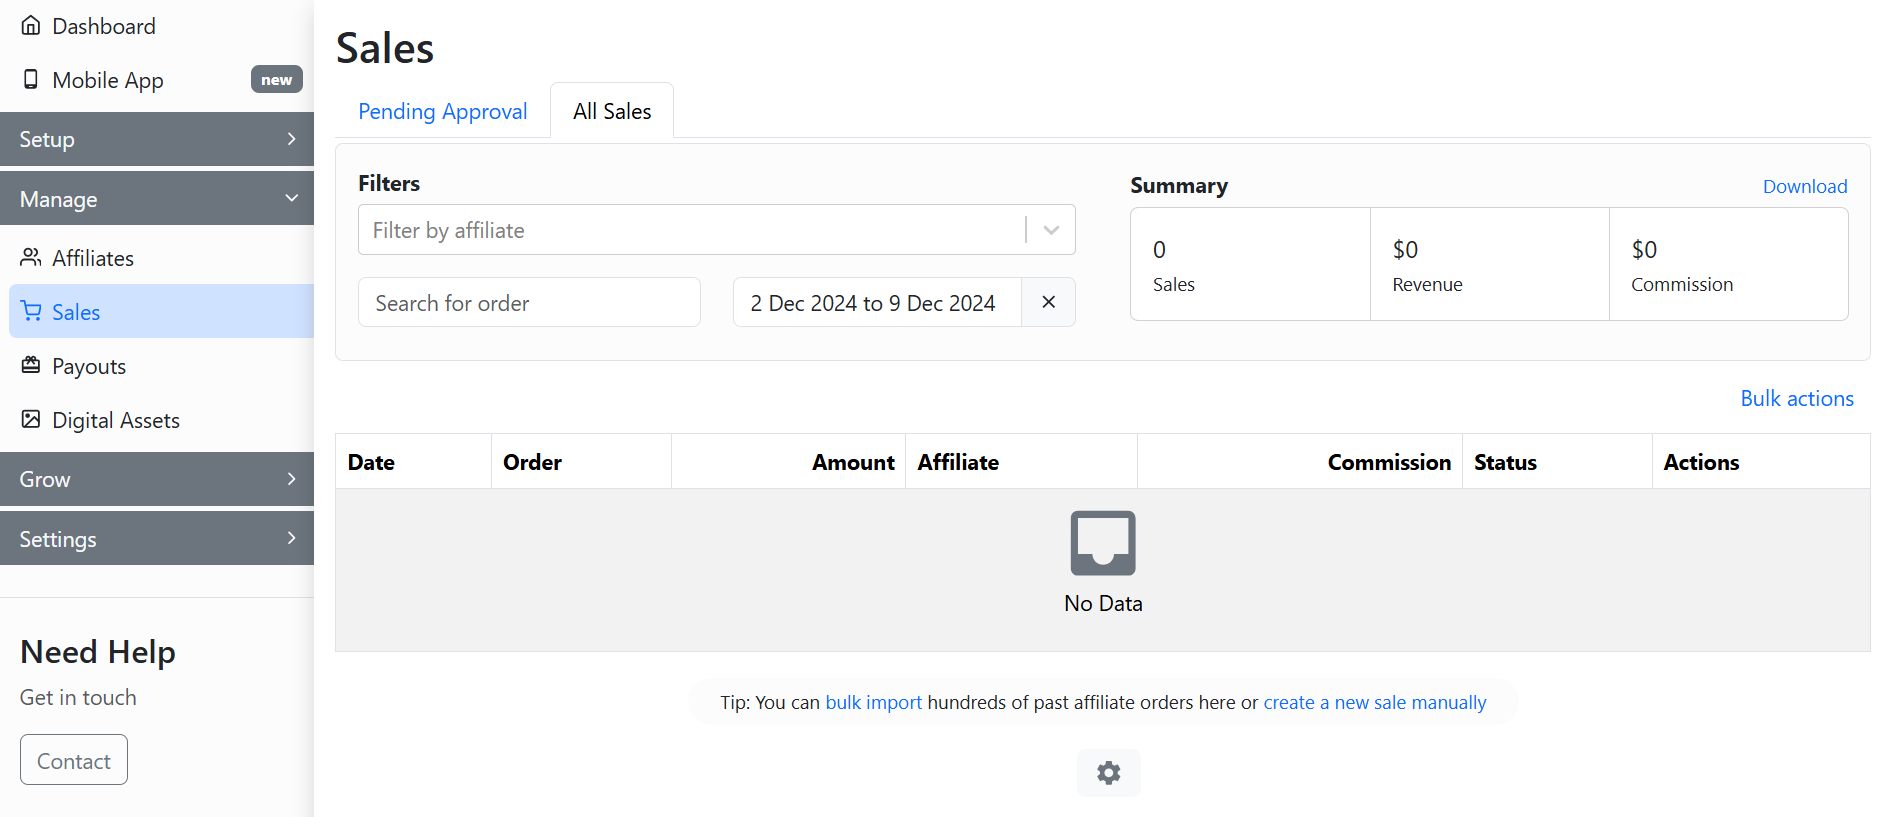 Dashboard
Mobile App new
Setup
Manage
Affiliates
Sales
Payouts
Digital Assets
Grow
Settings
Need Help
Get in touch
Contact
Sales
Pending Approval
All Sales
Filters
Filter by affiliate
Search for order
2 Dec 2024 to 9 Dec 2024
Summary
Download
0
Sales
$0
Revenue
$0
Commission
Bulk actions
Date Order Amount Affiliate Commission Status Actions
No Data
Tip: You can bulk import hundreds of past affiliate orders here or create a new sale manually